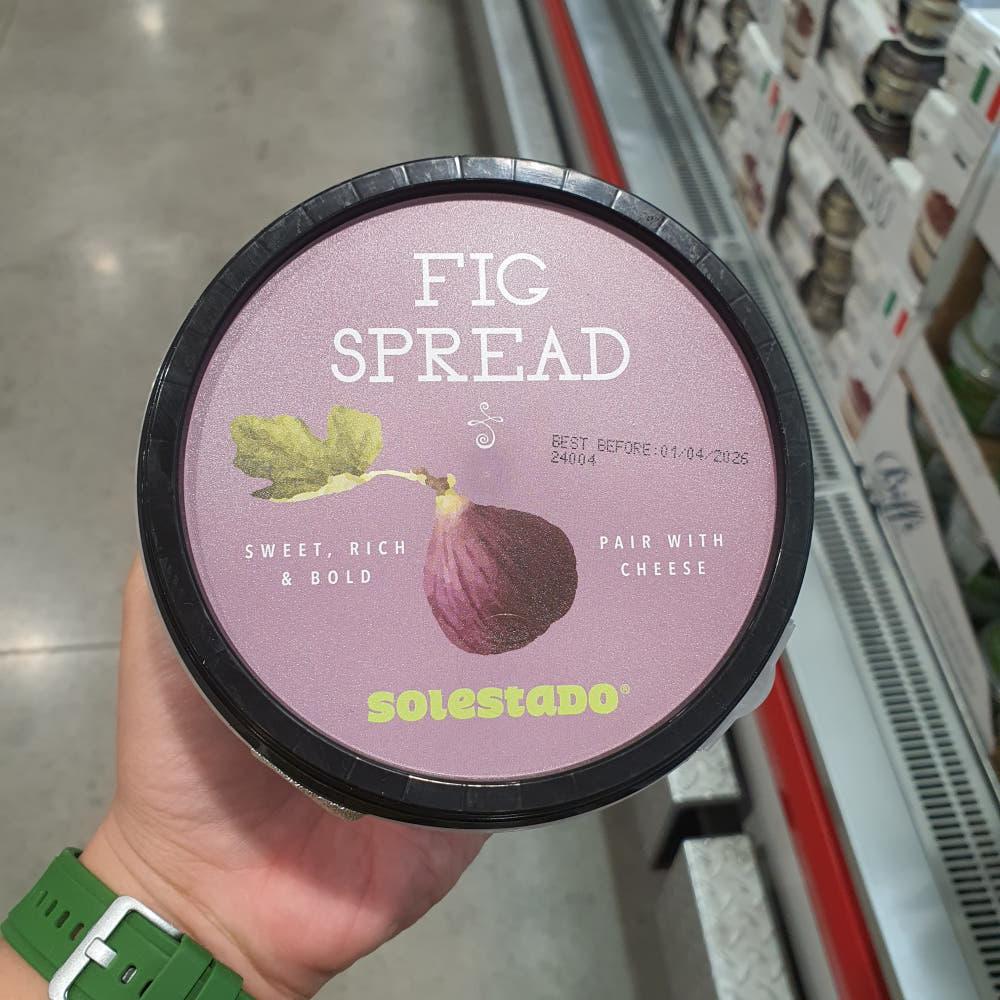 FIG
SPREAD
BEST BEFORE:01/04/2026
24004
SWEET, RICH
& BOLD
PAIR WITH
CHEESE
SOLESTADO®
TIRAMISU